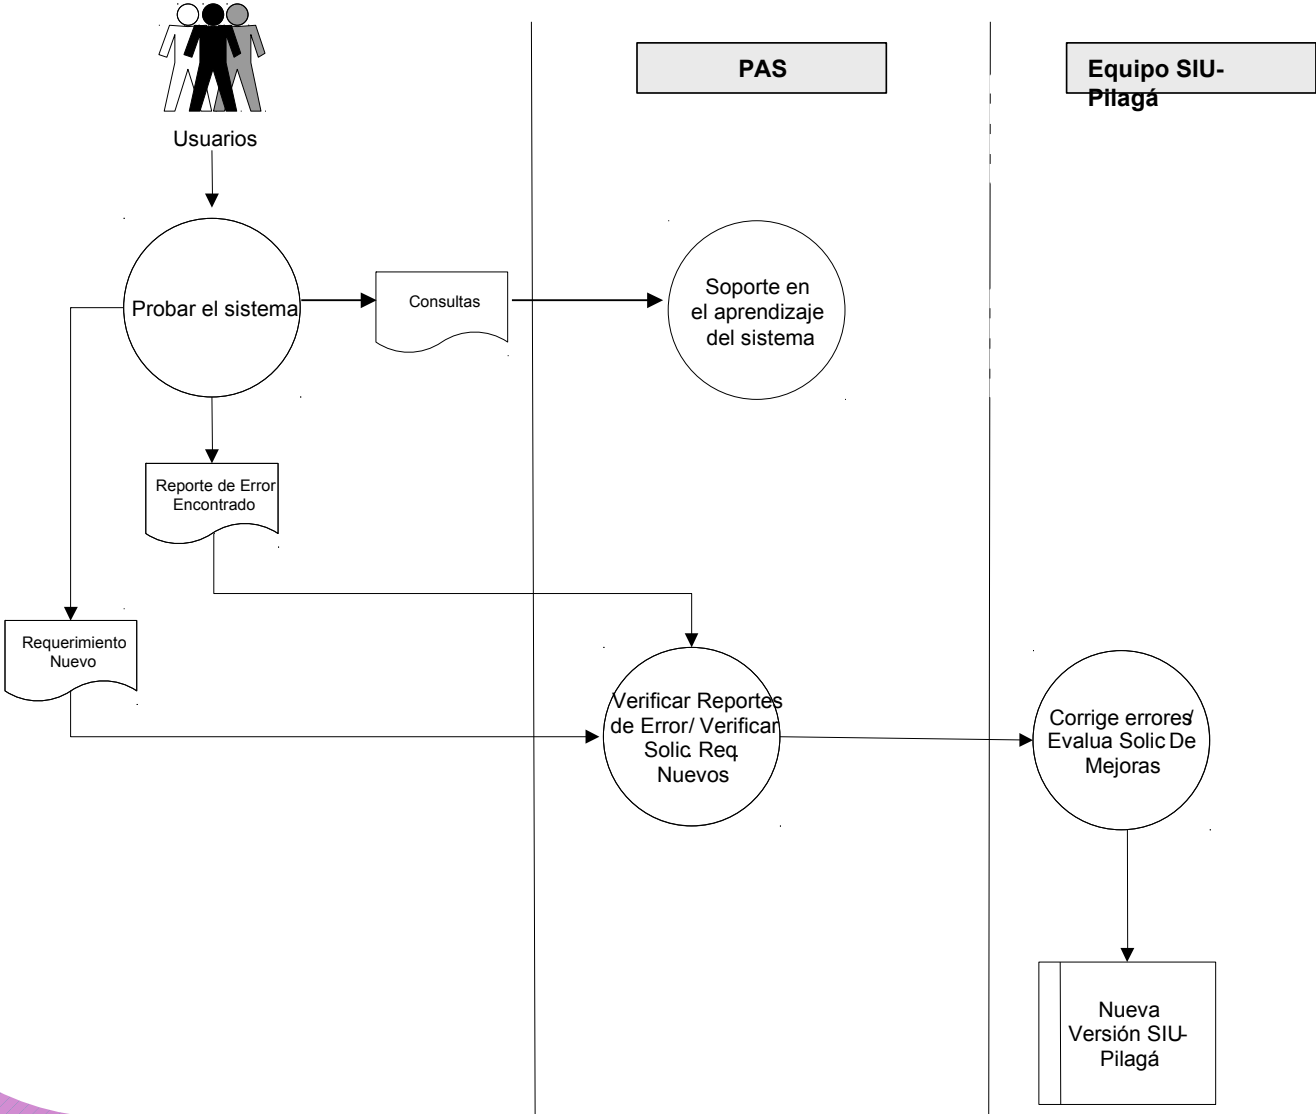 PAS
Equipo SIU-
Pilagá
Usuarios
Probar el sistema
Consultas
Soporte en
el aprendizaje
del sistema
Reporte de Error
Encontrado
Requerimiento
Nuevo
Verificar Reportes
de Error/ Verificar
Solic. Req.
Nuevos
Corrige errores/
Evalua Solic De
Mejoras
Nueva
Versión SIU-
Pilagá